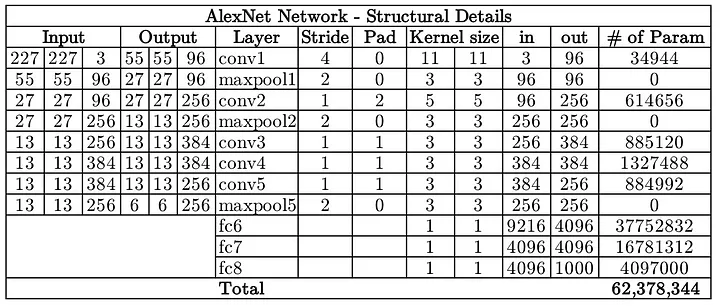 AlexNet Network - Structural Details
Input Output Layer Stride Pad Kernel size in out # of Param
227 227 3 55 55 96 conv1 4 0 11 11 3 96 34944
55 55 96 27 27 96 maxpool1 2 0 3 3 96 96 0
27 27 96 27 27 256 conv2 1 2 5 5 96 256 614656
27 27 256 13 13 256 maxpool2 2 0 3 3 256 256 0
13 13 256 13 13 384 conv3 1 1 3 3 256 384 885120
13 13 384 13 13 384 conv4 1 1 3 3 384 384 1327488
13 13 384 13 13 256 conv5 1 1 3 3 384 256 884992
13 13 256 6 6 256 maxpool5 2 0 3 3 256 256 0
fc6 1 1 9216 4096 37752832
fc7 1 1 4096 4096 16781312
fc8 1 1 4096 1000 4097000
Total 62,378,344